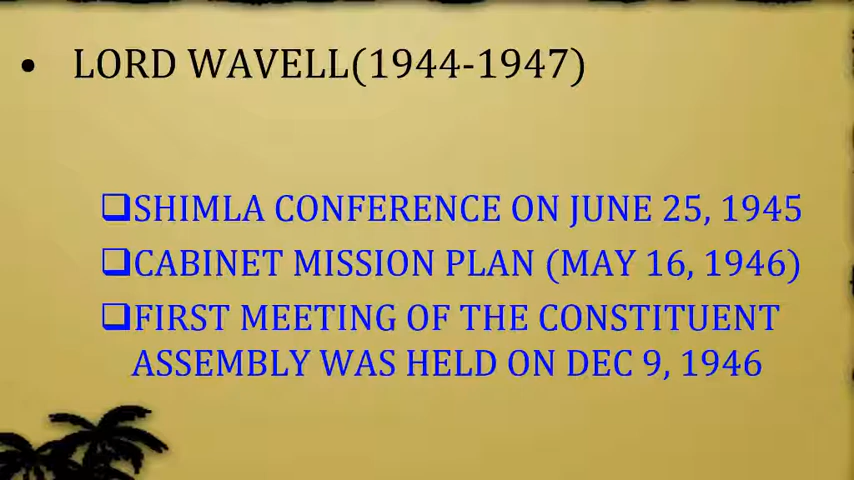 • LORD WAVELL(1944-1947)
❑SHIMLA CONFERENCE ON JUNE 25, 1945
❑CABINET MISSION PLAN (MAY 16, 1946)
❑FIRST MEETING OF THE CONSTITUENT
ASSEMBLY WAS HELD ON DEC 9, 1946